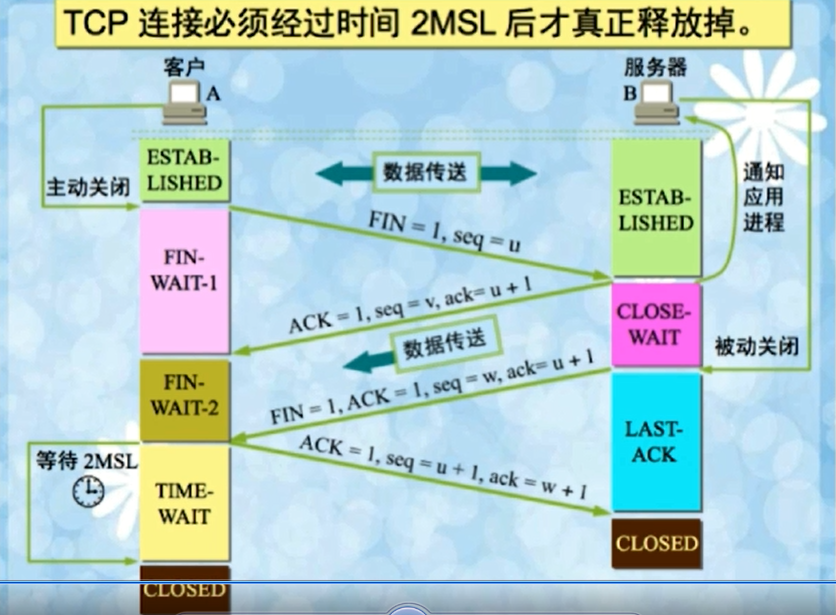 TCP 连接必须经过时间 2MSL 后才真正释放掉。
客户
A
服务器
B
ESTAB-
LISHED
主动关闭
数据传送
ESTAB-
LISHED
通知
应用
进程
FIN = 1, seq = u
FIN-
WAIT-1
ACK = 1, seq = v, ack= u + 1
CLOSE-
WAIT
被动关闭
数据传送
FIN-
WAIT-2
FIN = 1, ACK = 1, seq = w, ack= u + 1
LAST-
ACK
ACK = 1, seq = u + 1, ack = w + 1
等待 2MSL
TIME-
WAIT
CLOSED
CLOSED